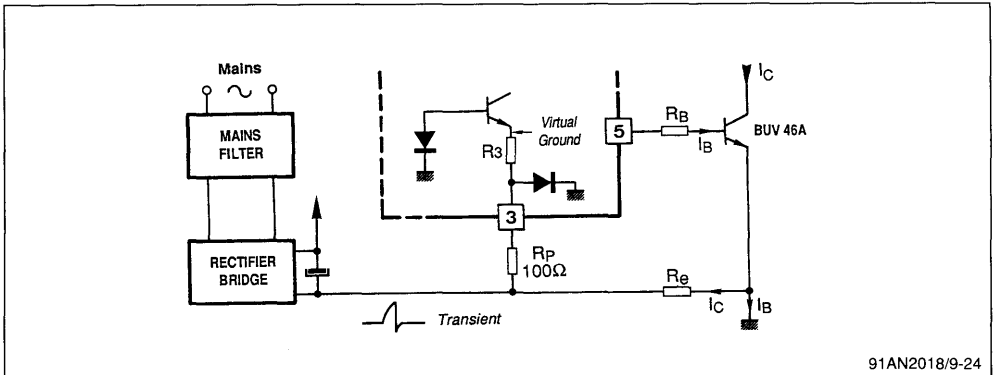 Mains
MAINS
FILTER
RECTIFIER
BRIDGE
Virtual
Ground
R3
3
RP
100Ω
Transient
5
RB
IB
IC
BUV 46A
Re
IC
IB
91AN2018/9-24